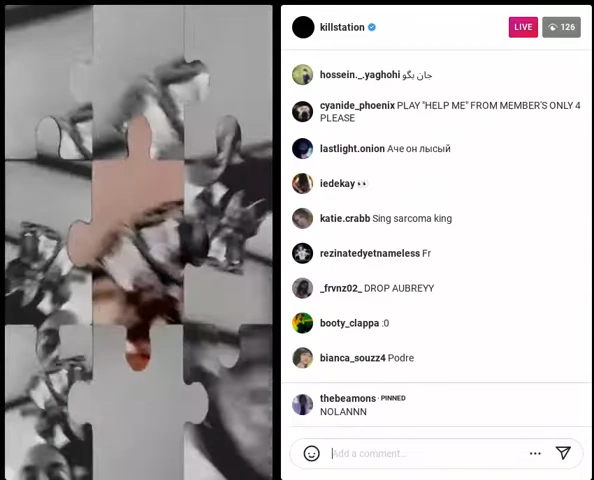 killstation LIVE 126
hossein._.yaghohi جان بگو
cyanide_phoenix PLAY "HELP ME" FROM MEMBER'S ONLY 4
PLEASE
lastlight.onion Аче он лысый
iedekay 👀
katie.crabb Sing sarcoma king
rezinatedyetnameless Fr
_frvnz02_ DROP AUBREYY
booty_clappa :0
bianca_souzz4 Podre
thebeamons · PINNED
NOLANNN
Add a comment...